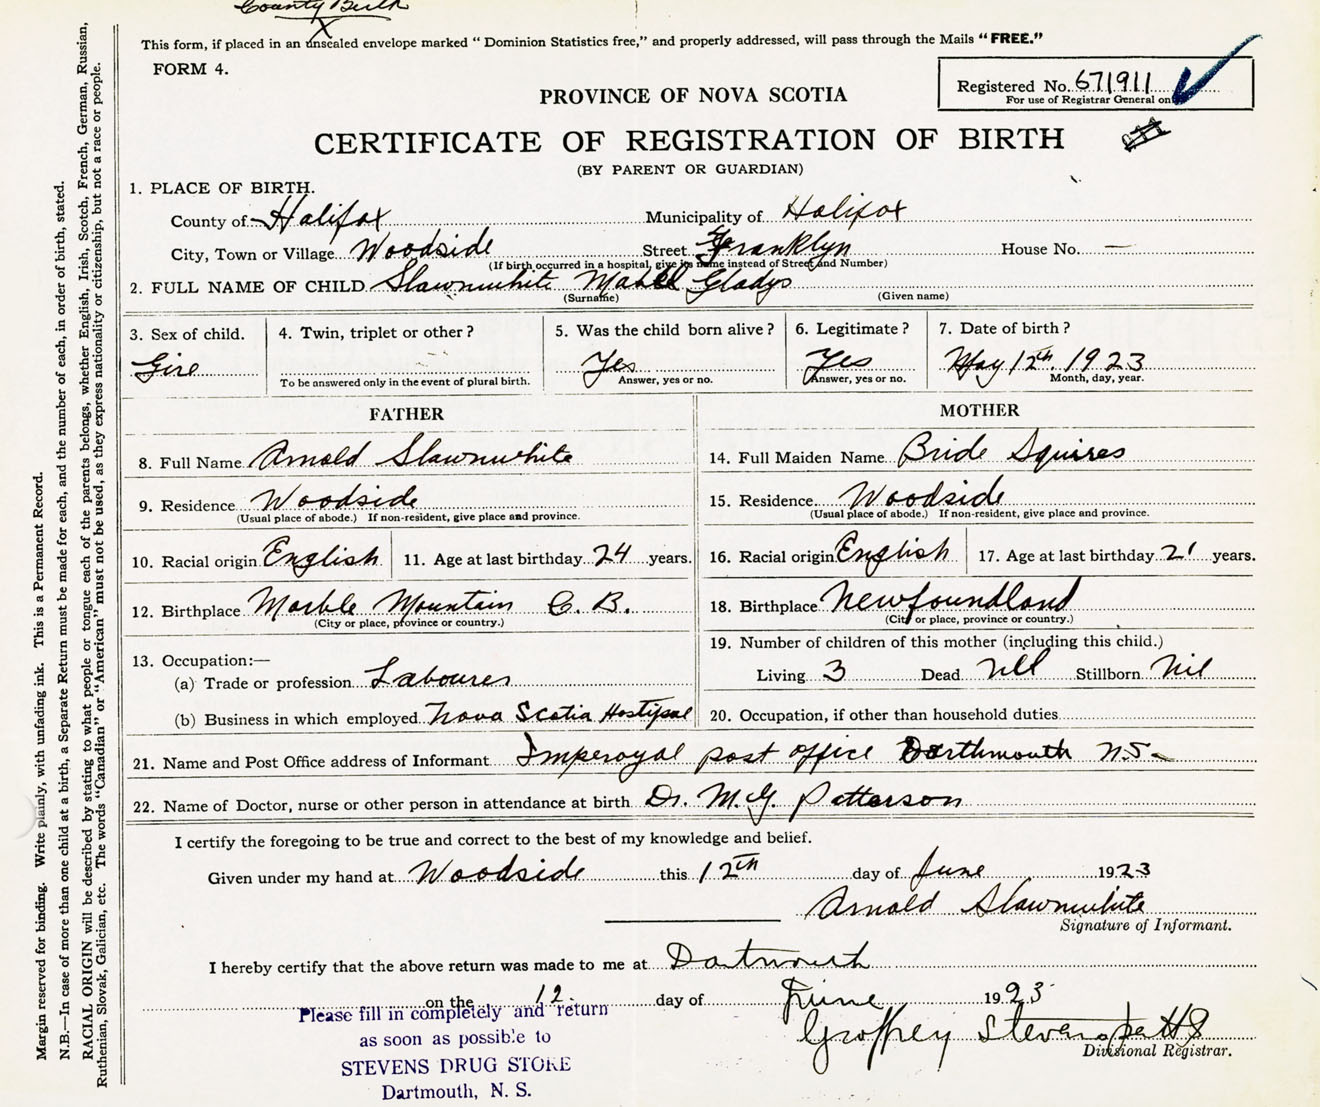 County Birth
This form, if placed in an unsealed envelope marked "Dominion Statistics free," and properly addressed, will pass through the Mails "FREE."
FORM 4.
Registered No. 671911
For use of Registrar General on
PROVINCE OF NOVA SCOTIA
CERTIFICATE OF REGISTRATION OF BIRTH
(BY PARENT OR GUARDIAN)
1. PLACE OF BIRTH.
County of Halifax Municipality of Halifax
City, Town or Village Woodside Street Franklyn House No. —
(If birth occurred in a hospital, give its name instead of Street and Number)
2. FULL NAME OF CHILD Slawnwhite Mabel Gladys
(Surname) (Given name)
3. Sex of child. 4. Twin, triplet or other? 5. Was the child born alive? 6. Legitimate? 7. Date of birth?
Girl Yes Yes May 12th, 1923
To be answered only in the event of plural birth. Answer, yes or no. Answer, yes or no. Month, day, year.
FATHER MOTHER
8. Full Name Arnold Slawnwhite 14. Full Maiden Name Bride Squires
9. Residence Woodside 15. Residence Woodside
(Usual place of abode.) If non-resident, give place and province. (Usual place of abode.) If non-resident, give place and province.
10. Racial origin English 11. Age at last birthday 24 years. 16. Racial origin English 17. Age at last birthday 21 years.
12. Birthplace Marble Mountain C. B. 18. Birthplace Newfoundland
(City or place, province or country.) (City or place, province or country.)
13. Occupation:— 19. Number of children of this mother (including this child.)
(a) Trade or profession Labourer Living 3 Dead Nil Stillborn Nil
(b) Business in which employed Nova Scotia Hostipal 20. Occupation, if other than household duties
21. Name and Post Office address of Informant Imperoyal post office Darthmouth N.S.
22. Name of Doctor, nurse or other person in attendance at birth Dr. M.G. Patterson
I certify the foregoing to be true and correct to the best of my knowledge and belief.
Given under my hand at Woodside this 12th day of June 1923
Arnold Slawnwhite
Signature of Informant.
I hereby certify that the above return was made to me at Dartmouth
on the 12 day of June 1923
Geoffrey Stevens
Divisional Registrar.
Please fill in completely and return
as soon as possible to
STEVENS DRUG STORE
Dartmouth, N. S.
Margin reserved for binding. Write plainly, with unfading ink. This is a Permanent Record.
N.B.—In case of more than one child at a birth, a Separate Return must be made for each, and the number of each, in order of birth, stated.
RACIAL ORIGIN will be described by stating to what people or tongue each of the parents belongs, whether English, Irish, Scotch, French, German, Russian,
Ruthenian, Slovak, Galician, etc. The words "Canadian" or "American" must not be used, as they express nationality or citizenship, but not a race or people.